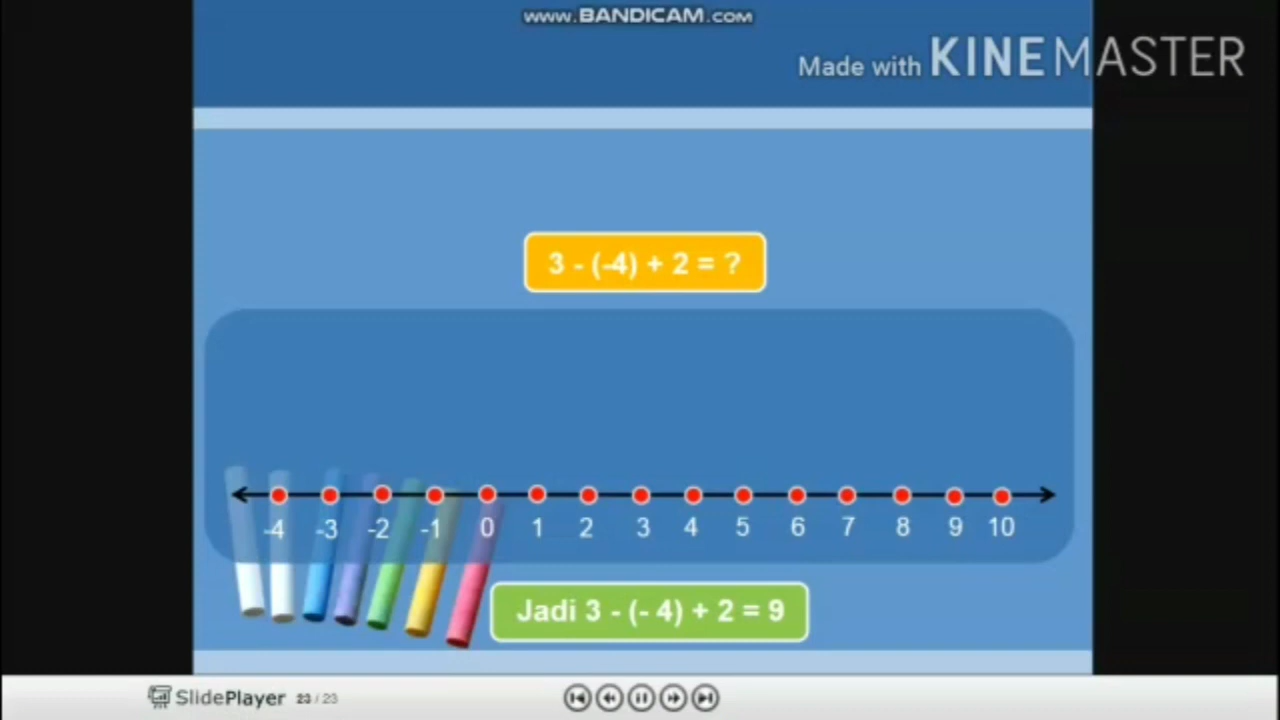 www.BANDICAM.com
Made with KINEMASTER
3 - (-4) + 2 = ?
-4 -3 -2 -1 0 1 2 3 4 5 6 7 8 9 10
Jadi 3 - (- 4) + 2 = 9
SlidePlayer 23 / 23